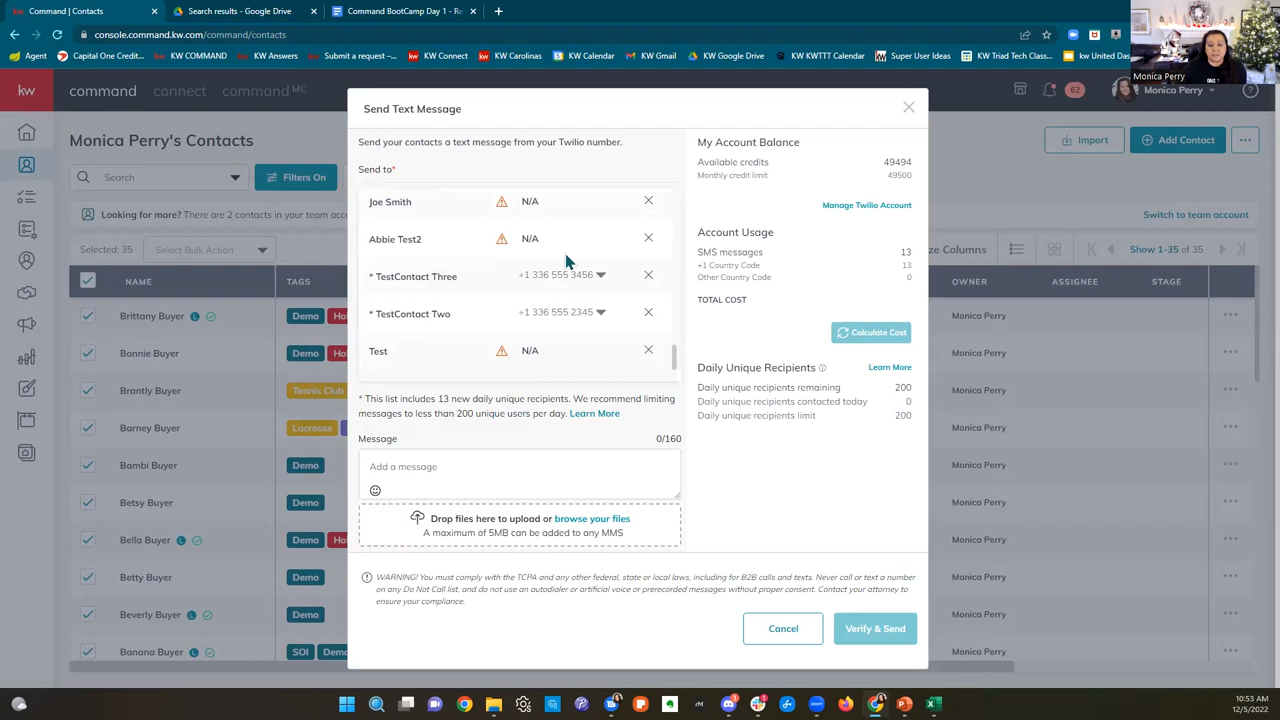 Command | Contacts
Search results - Google Drive
Command BootCamp Day 1 - Re
console.command.kw.com/command/contacts
Agent
Capital One Credit...
KW COMMAND
KW Answers
Submit a request –...
KW Connect
KW Carolinas
KW Calendar
Gmail
KW Google Drive
KW KWTTT Calendar
Super User Ideas
KW Triad Tech Class...
kw United Das
Monica Perry
kw
command
connect
command MC
62
Monica Perry
Monica Perry's Contacts
Import
Add Contact
Search
Filters On
Looking for more? There are 2 contacts in your team acco
Switch to team account
Selected: 35
Select Bulk Action
ze Columns
Show 1-35 of 35
NAME
TAGS
OWNER
ASSIGNEE
STAGE
Brittany Buyer
Demo
Monica Perry
Bonnie Buyer
Demo
Monica Perry
Brontly Buyer
Tennis Club
Monica Perry
Barney Buyer
Lacrosse
Monica Perry
Bambi Buyer
Demo
Monica Perry
Betsy Buyer
Demo
Monica Perry
Bella Buyer
Demo
Monica Perry
Betty Buyer
Demo
Monica Perry
Beverly Buyer
Demo
Monica Perry
Banana Buyer
SOI
Demo
Monica Perry
Send Text Message
Send your contacts a text message from your Twilio number.
Send to*
Joe Smith
N/A
Abbie Test2
N/A
* TestContact Three
+1 336 555 3456
* TestContact Two
+1 336 555 2345
Test
N/A
* This list includes 13 new daily unique recipients. We recommend limiting
messages to less than 200 unique users per day. Learn More
Message
0/160
Add a message
Drop files here to upload or browse your files
A maximum of 5MB can be added to any MMS
My Account Balance
Available credits
49494
Monthly credit limit
49500
Manage Twilio Account
Account Usage
SMS messages
13
+1 Country Code
13
Other Country Code
0
TOTAL COST
Calculate Cost
Daily Unique Recipients
Learn More
Daily unique recipients remaining
200
Daily unique recipients contacted today
0
Daily unique recipients limit
200
WARNING! You must comply with the TCPA and any other federal, state or local laws, including for B2B calls and texts. Never call or text a number
on any Do Not Call list, and do not use an autodialer or artificial voice or prerecorded messages without proper consent. Contact your attorney to
ensure your compliance.
Cancel
Verify & Send
10:53 AM
12/5/2022